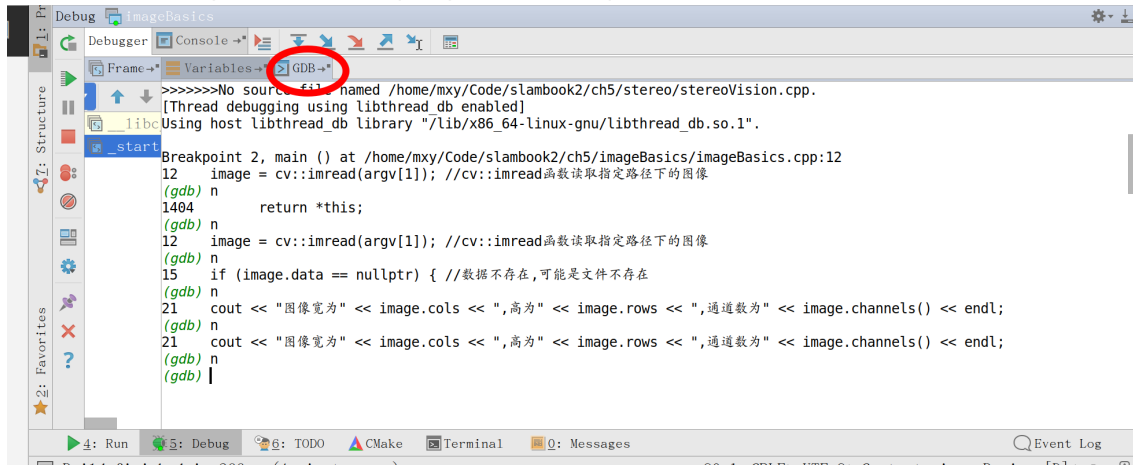 1: Pr
Debug imageBasics
Debugger Console
Frame Variables GDB
>>>>>>>No source file named /home/mxy/Code/slambook2/ch5/stereo/stereoVision.cpp.
[Thread debugging using libthread_db enabled]
__libc Using host libthread_db library "/lib/x86_64-linux-gnu/libthread_db.so.1".
_start
Breakpoint 2, main () at /home/mxy/Code/slambook2/ch5/imageBasics/imageBasics.cpp:12
12 image = cv::imread(argv[1]); //cv::imread函数读取指定路径下的图像
(gdb) n
1404 return *this;
(gdb) n
12 image = cv::imread(argv[1]); //cv::imread函数读取指定路径下的图像
(gdb) n
15 if (image.data == nullptr) { //数据不存在,可能是文件不存在
(gdb) n
21 cout << "图像宽为" << image.cols << ",高为" << image.rows << ",通道数为" << image.channels() << endl;
(gdb) n
21 cout << "图像宽为" << image.cols << ",高为" << image.rows << ",通道数为" << image.channels() << endl;
(gdb) n
(gdb)
7: Structure
2: Favorites
4: Run 5: Debug 6: TODO CMake Terminal 0: Messages Event Log